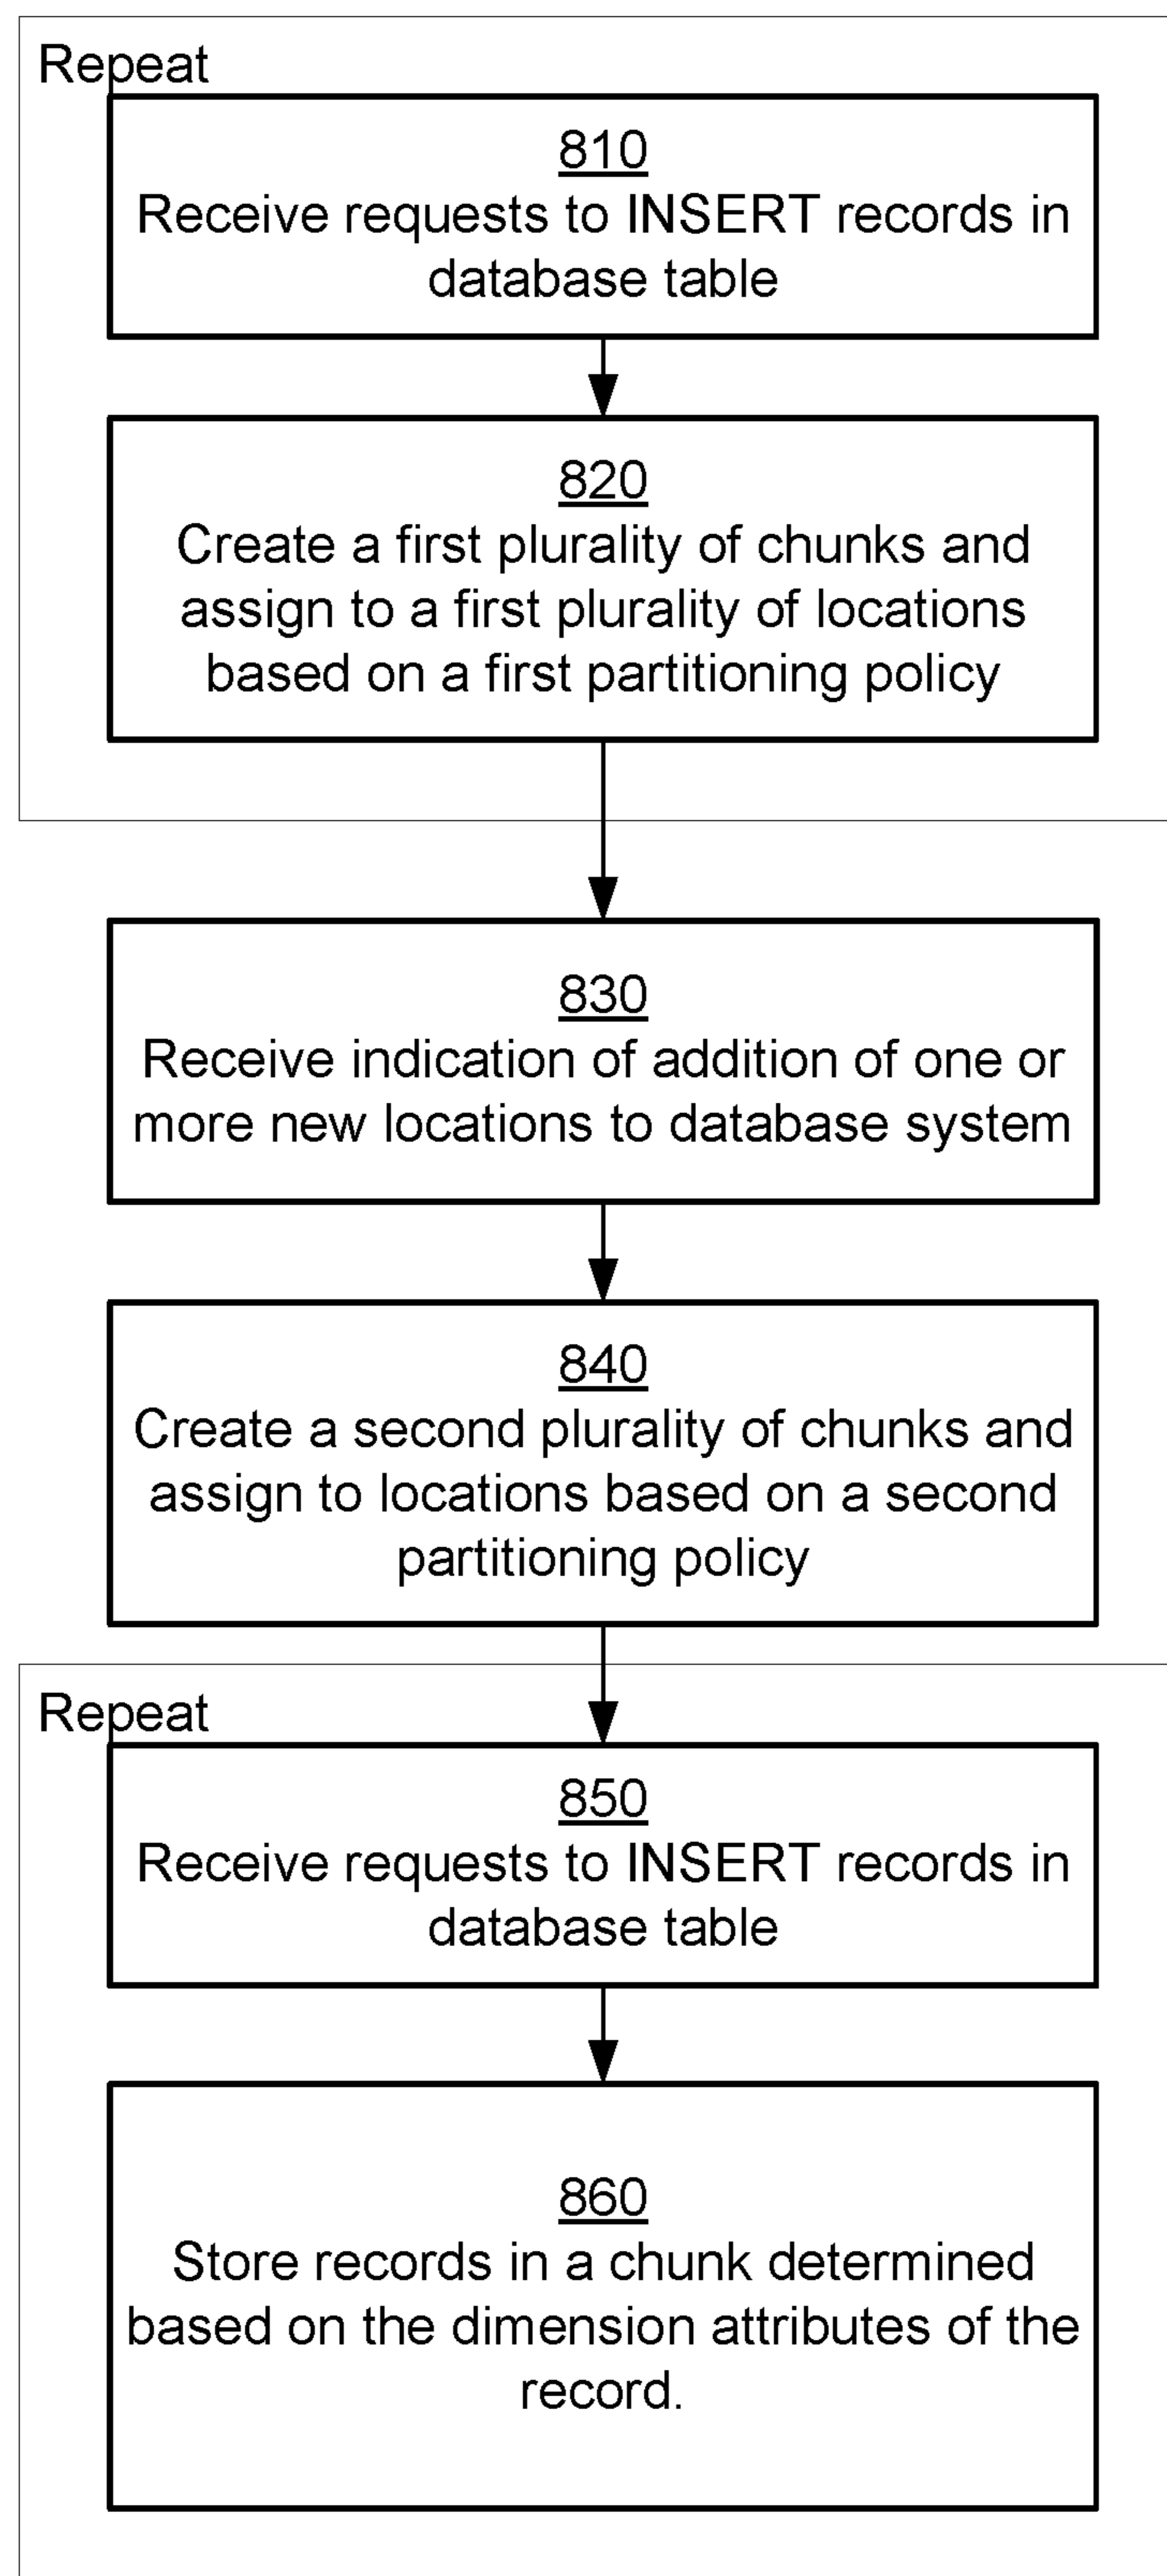 Repeat
810
Receive requests to INSERT records in
database table
820
Create a first plurality of chunks and
assign to a first plurality of locations
based on a first partitioning policy
830
Receive indication of addition of one or
more new locations to database system
840
Create a second plurality of chunks and
assign to locations based on a second
partitioning policy
Repeat
850
Receive requests to INSERT records in
database table
860
Store records in a chunk determined
based on the dimension attributes of the
record.